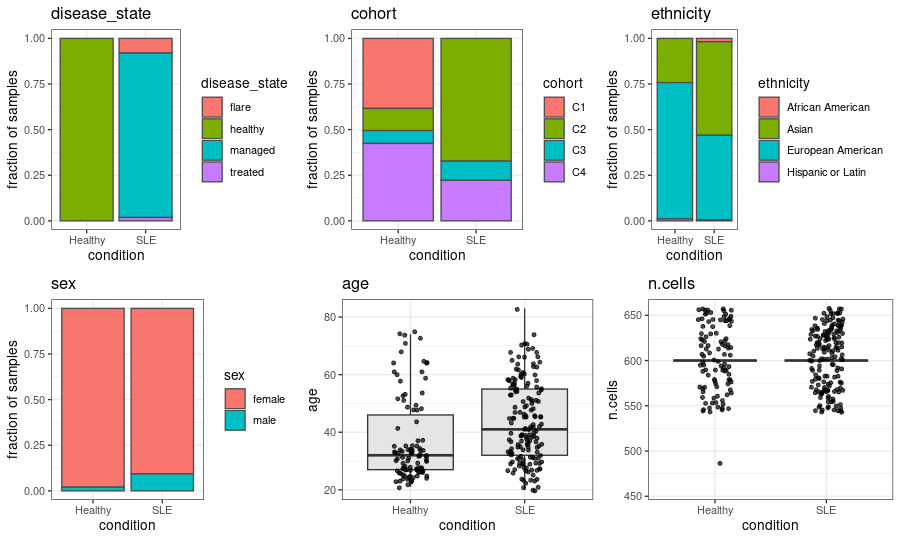 disease_state
fraction of samples
1.00
0.75
0.50
0.25
0.00
Healthy
SLE
condition
disease_state
flare
healthy
managed
treated
cohort
fraction of samples
1.00
0.75
0.50
0.25
0.00
Healthy
SLE
condition
cohort
C1
C2
C3
C4
ethnicity
fraction of samples
1.00
0.75
0.50
0.25
0.00
Healthy
SLE
condition
ethnicity
African American
Asian
European American
Hispanic or Latin
sex
fraction of samples
1.00
0.75
0.50
0.25
0.00
Healthy
SLE
condition
sex
female
male
age
age
80
60
40
20
Healthy
SLE
condition
n.cells
n.cells
650
600
550
500
450
Healthy
SLE
condition